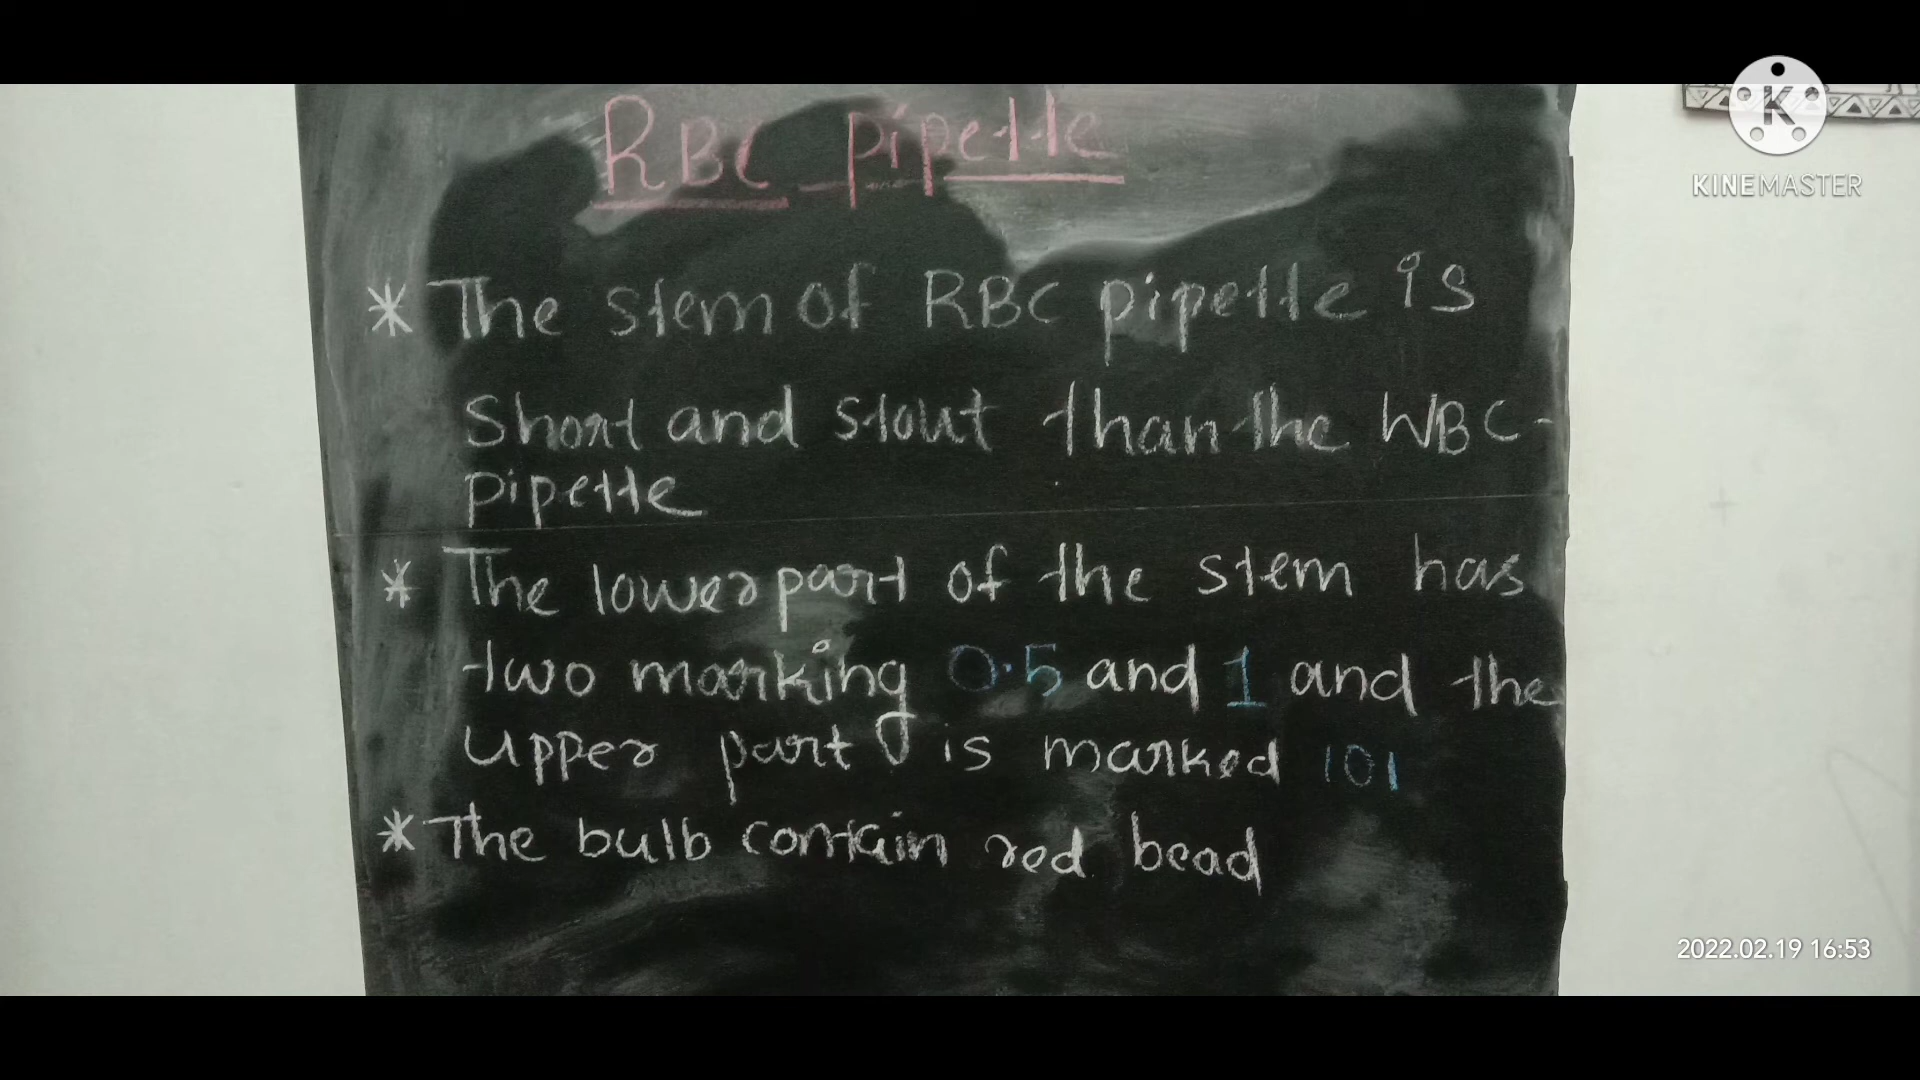 RBC pipette
* The stem of RBC pipette is
Short and stout than the WBC-
pipette
* The lower part of the stem has
two marking 0.5 and 1 and the
upper part is marked 101
* The bulb contain red bead
K
KINEMASTER
2022.02.19 16:53